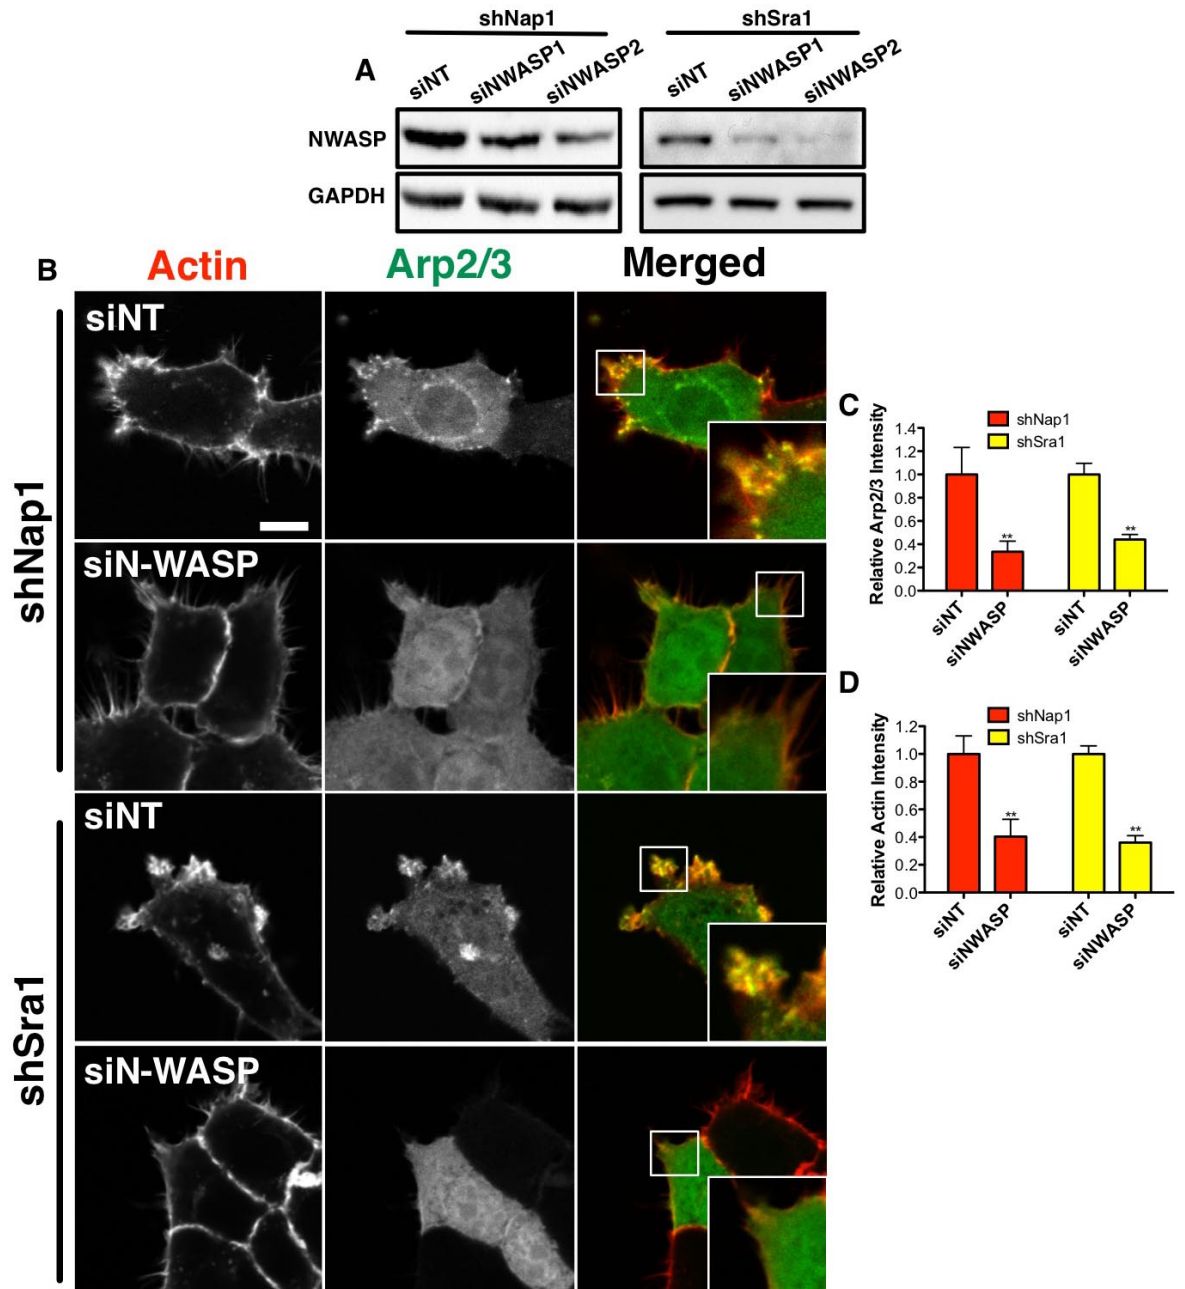 shNap1 shSra1
A siNT siNWASP1 siNWASP2 siNT siNWASP1 siNWASP2
NWASP
GAPDH
B Actin Arp2/3 Merged
shNap1
siNT
siN-WASP
shSra1
siNT
siN-WASP
C
Relative Arp2/3 Intensity
shNap1
shSra1
1.4
1.2
1.0
0.8
0.6
0.4
0.2
0.0
** **
siNT siNWASP siNT siNWASP
D
Relative Actin Intensity
shNap1
shSra1
1.2
1.0
0.8
0.6
0.4
0.2
0.0
** **
siNT siNWASP siNT siNWASP